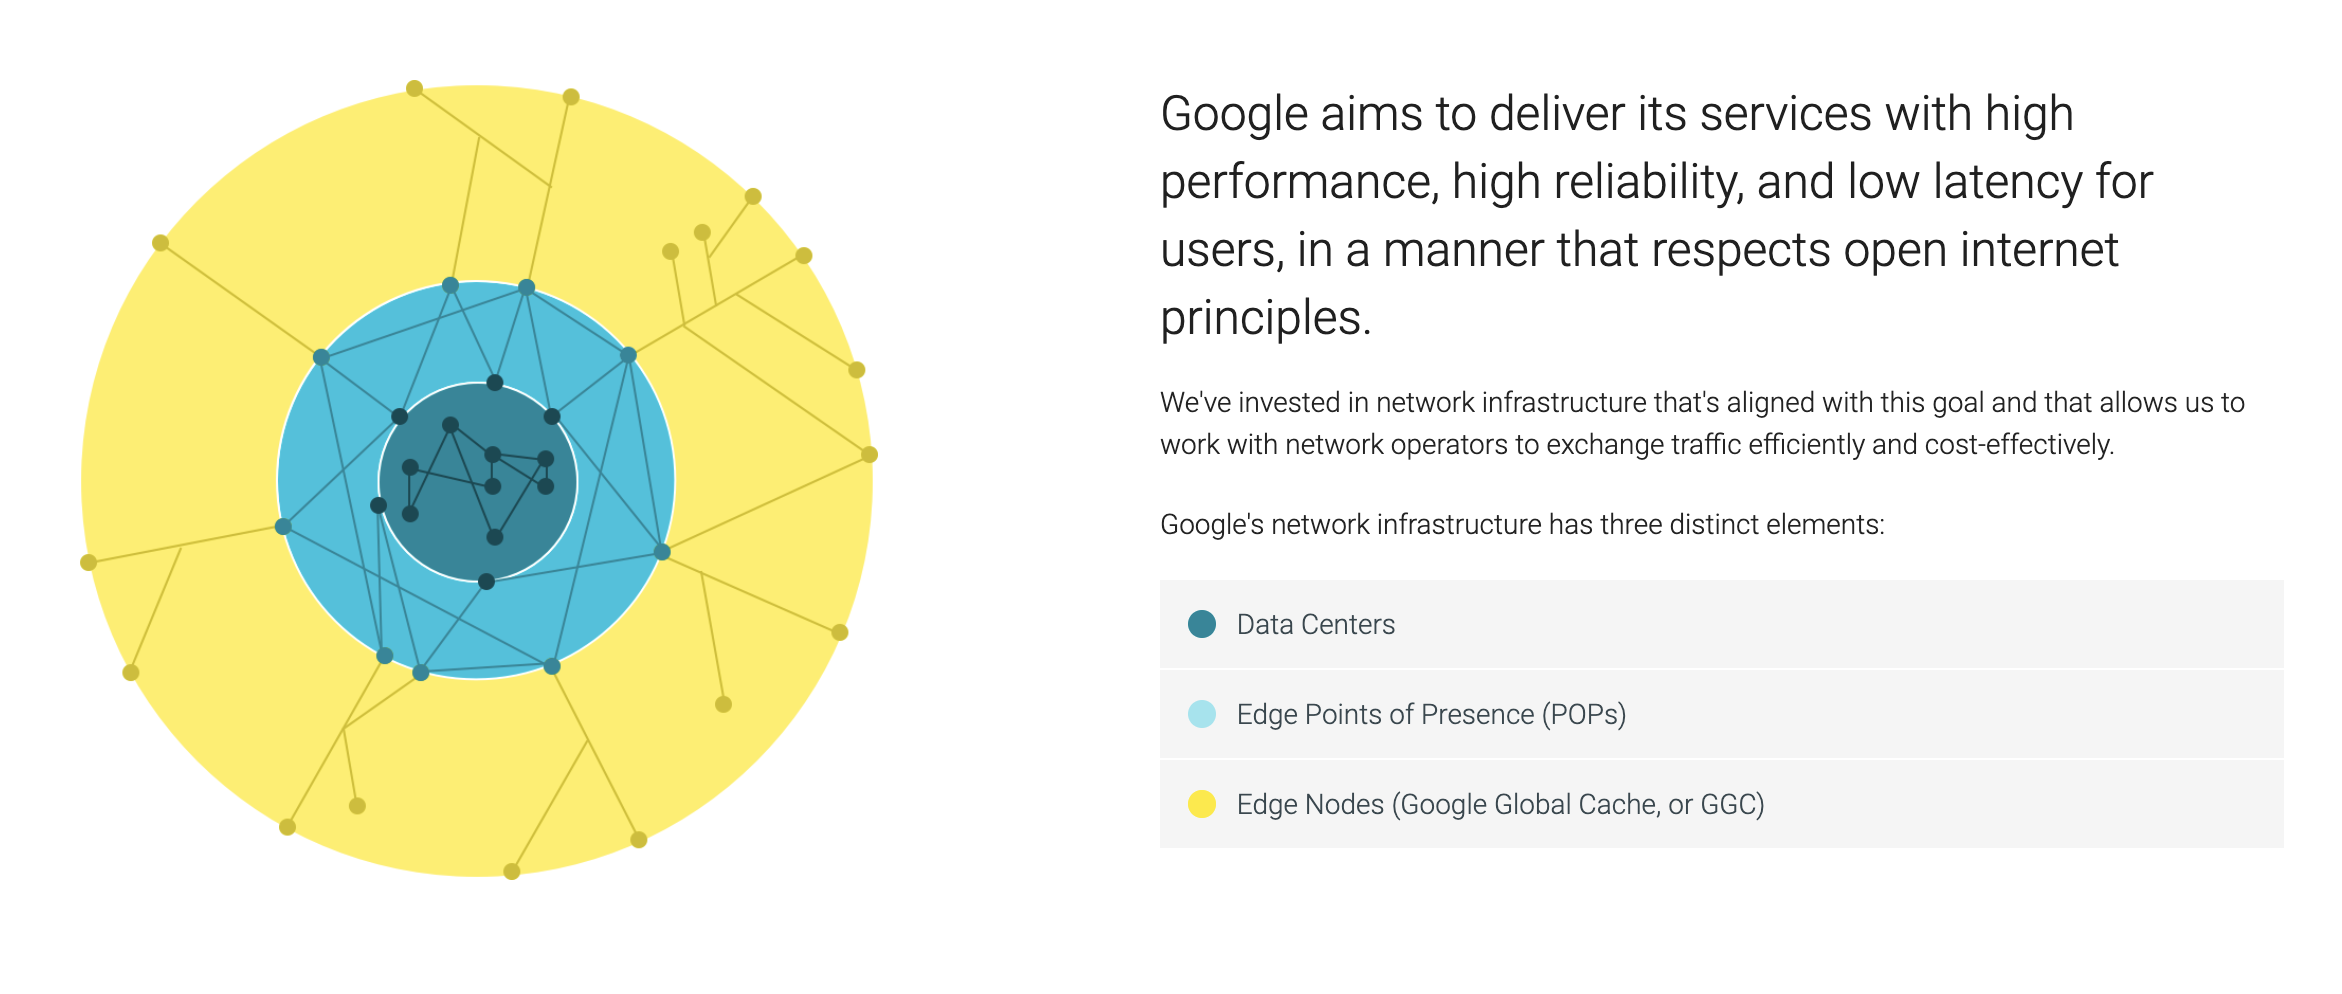 Google aims to deliver its services with high
performance, high reliability, and low latency for
users, in a manner that respects open internet
principles.
We've invested in network infrastructure that's aligned with this goal and that allows us to
work with network operators to exchange traffic efficiently and cost-effectively.
Google's network infrastructure has three distinct elements:
Data Centers
Edge Points of Presence (POPs)
Edge Nodes (Google Global Cache, or GGC)